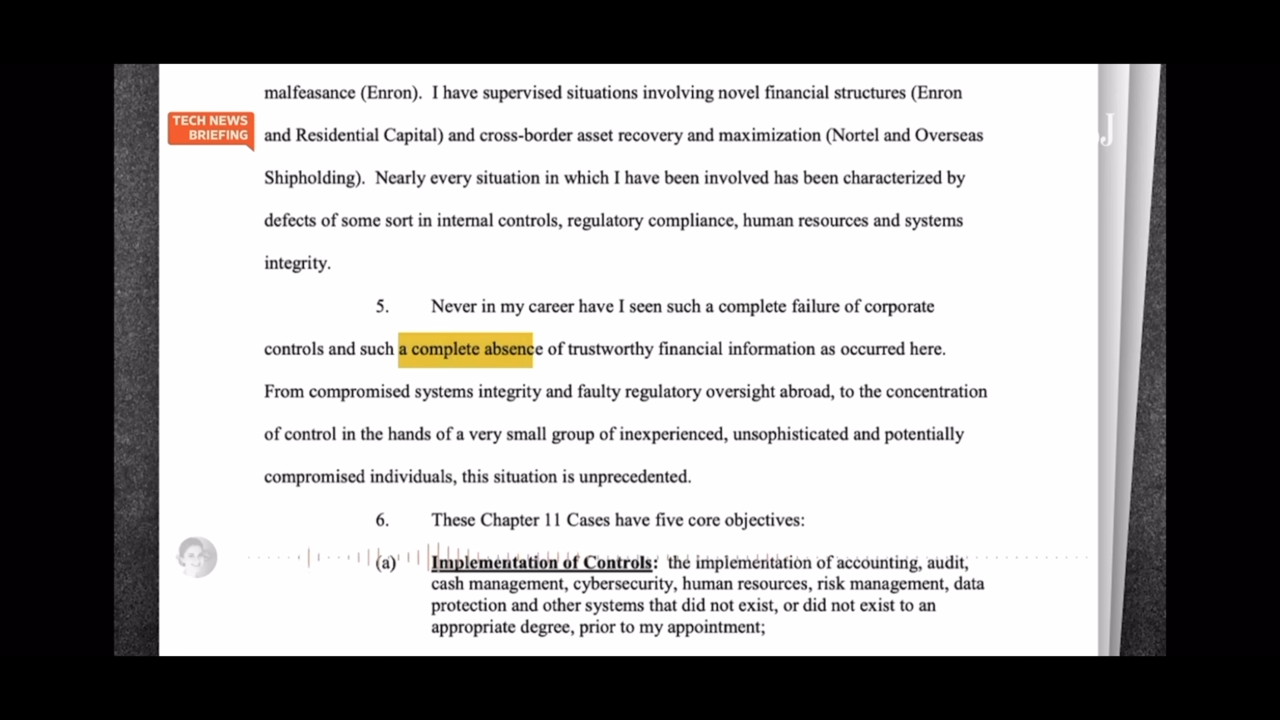 malfeasance (Enron).  I have supervised situations involving novel financial structures (Enron
TECH NEWS
BRIEFING
and Residential Capital) and cross-border asset recovery and maximization (Nortel and Overseas
J
Shipholding).  Nearly every situation in which I have been involved has been characterized by
defects of some sort in internal controls, regulatory compliance, human resources and systems
integrity.
5. Never in my career have I seen such a complete failure of corporate
controls and such a complete absence of trustworthy financial information as occurred here.
From compromised systems integrity and faulty regulatory oversight abroad, to the concentration
of control in the hands of a very small group of inexperienced, unsophisticated and potentially
compromised individuals, this situation is unprecedented.
6. These Chapter 11 Cases have five core objectives:
(a) Implementation of Controls:  the implementation of accounting, audit,
cash management, cybersecurity, human resources, risk management, data
protection and other systems that did not exist, or did not exist to an
appropriate degree, prior to my appointment;